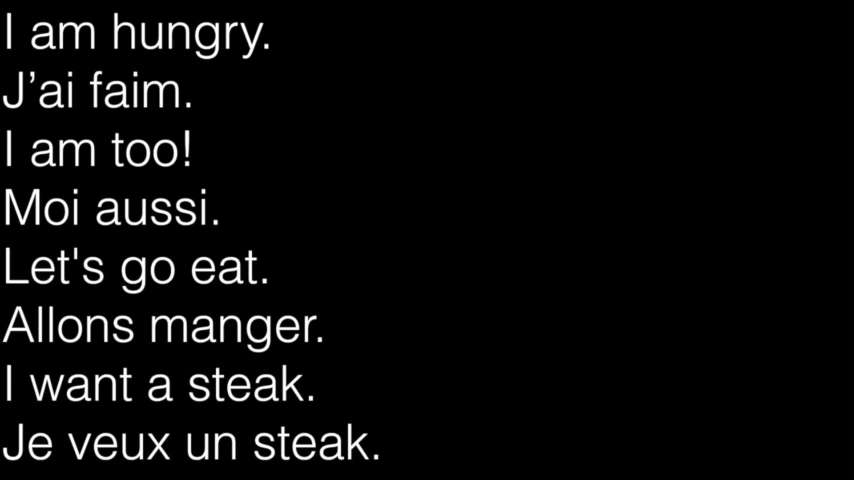 I am hungry.
J’ai faim.
I am too!
Moi aussi.
Let's go eat.
Allons manger.
I want a steak.
Je veux un steak.